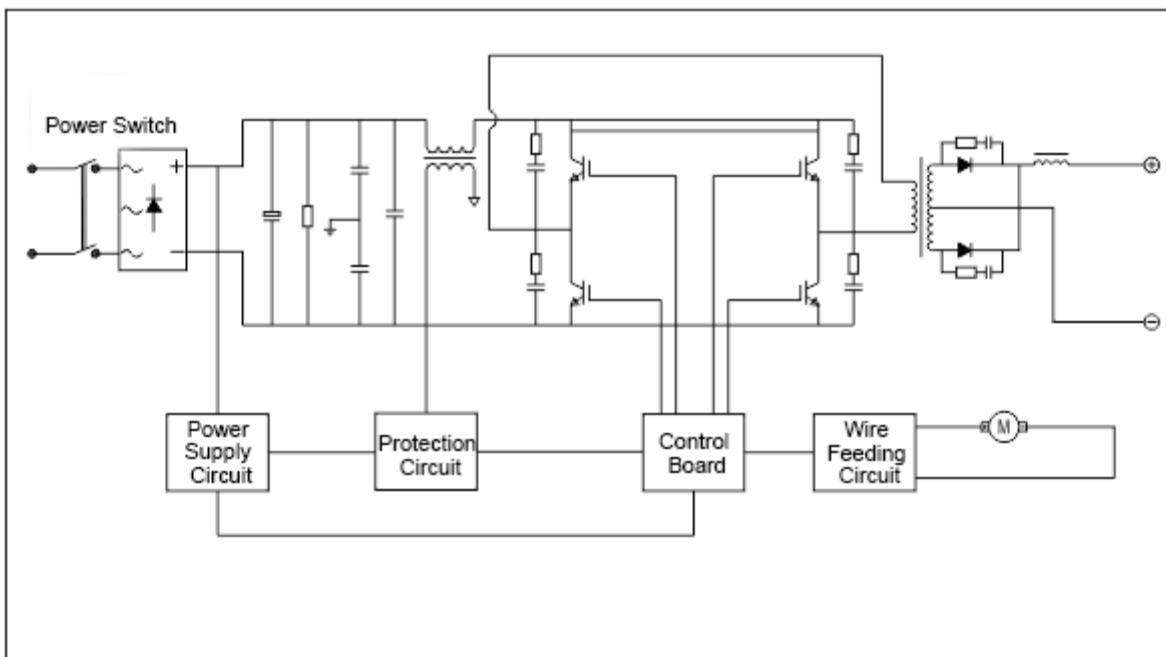 Power Switch
+
−
+
−
Power
Supply
Circuit
Protection
Circuit
Control
Board
Wire
Feeding
Circuit
M